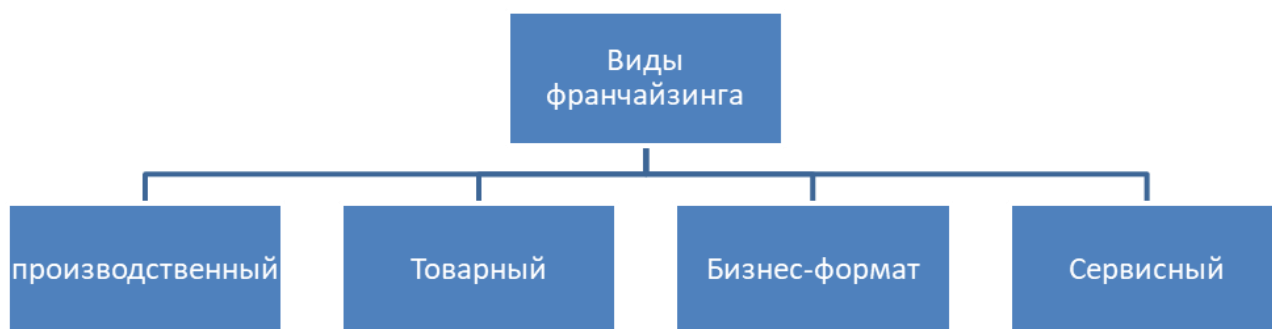 Виды
франчайзинга
производственный
Товарный
Бизнес-формат
Сервисный